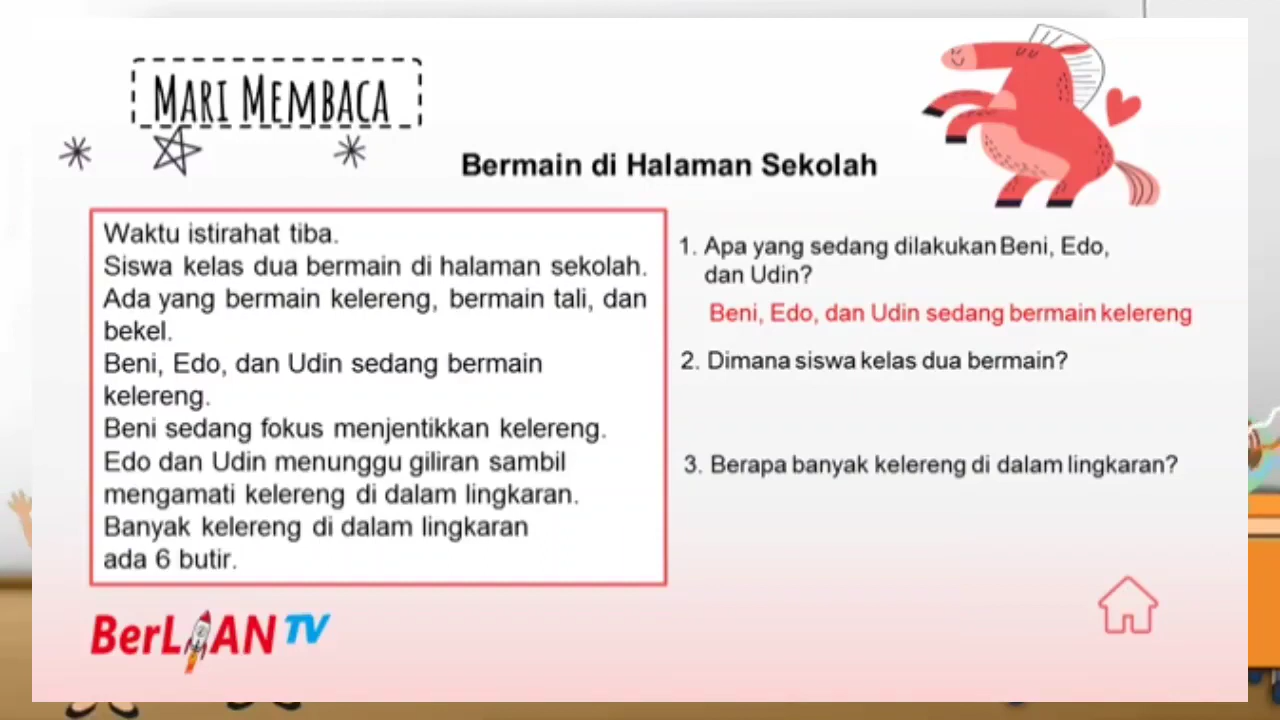 MARI MEMBACA
Bermain di Halaman Sekolah
Waktu istirahat tiba.
Siswa kelas dua bermain di halaman sekolah.
Ada yang bermain kelereng, bermain tali, dan
bekel.
Beni, Edo, dan Udin sedang bermain
kelereng.
Beni sedang fokus menjentikkan kelereng.
Edo dan Udin menunggu giliran sambil
mengamati kelereng di dalam lingkaran.
Banyak kelereng di dalam lingkaran
ada 6 butir.
1. Apa yang sedang dilakukan Beni, Edo,
dan Udin?
Beni, Edo, dan Udin sedang bermain kelereng
2. Dimana siswa kelas dua bermain?
3. Berapa banyak kelereng di dalam lingkaran?
BerLIAN TV